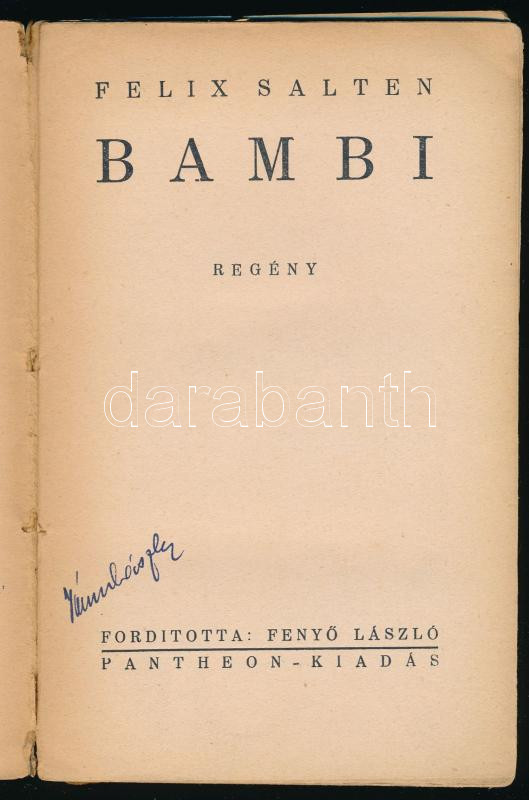 FELIX SALTEN
BAMBI
REGÉNY
darabanth
FORDITOTTA: FENYŐ LÁSZLÓ
PANTHEON-KIADÁS